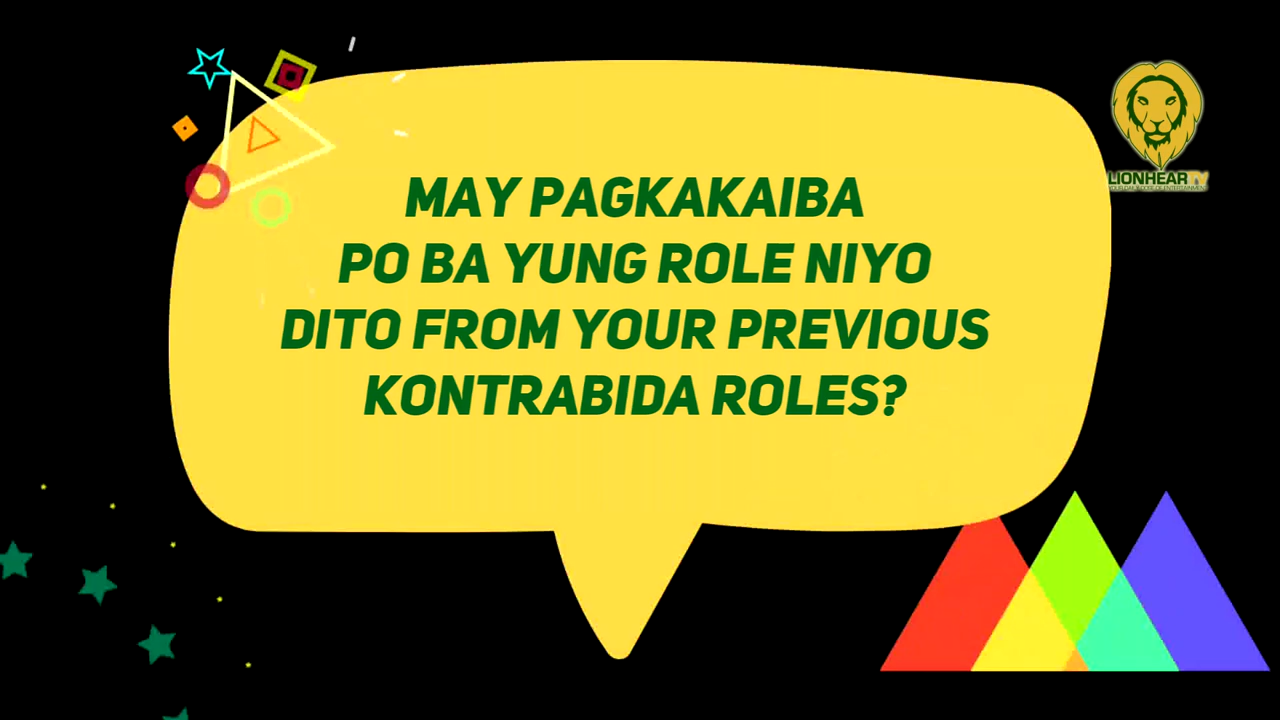 MAY PAGKAKAIBA
PO BA YUNG ROLE NIYO
DITO FROM YOUR PREVIOUS
KONTRABIDA ROLES?
LIONHEARTV